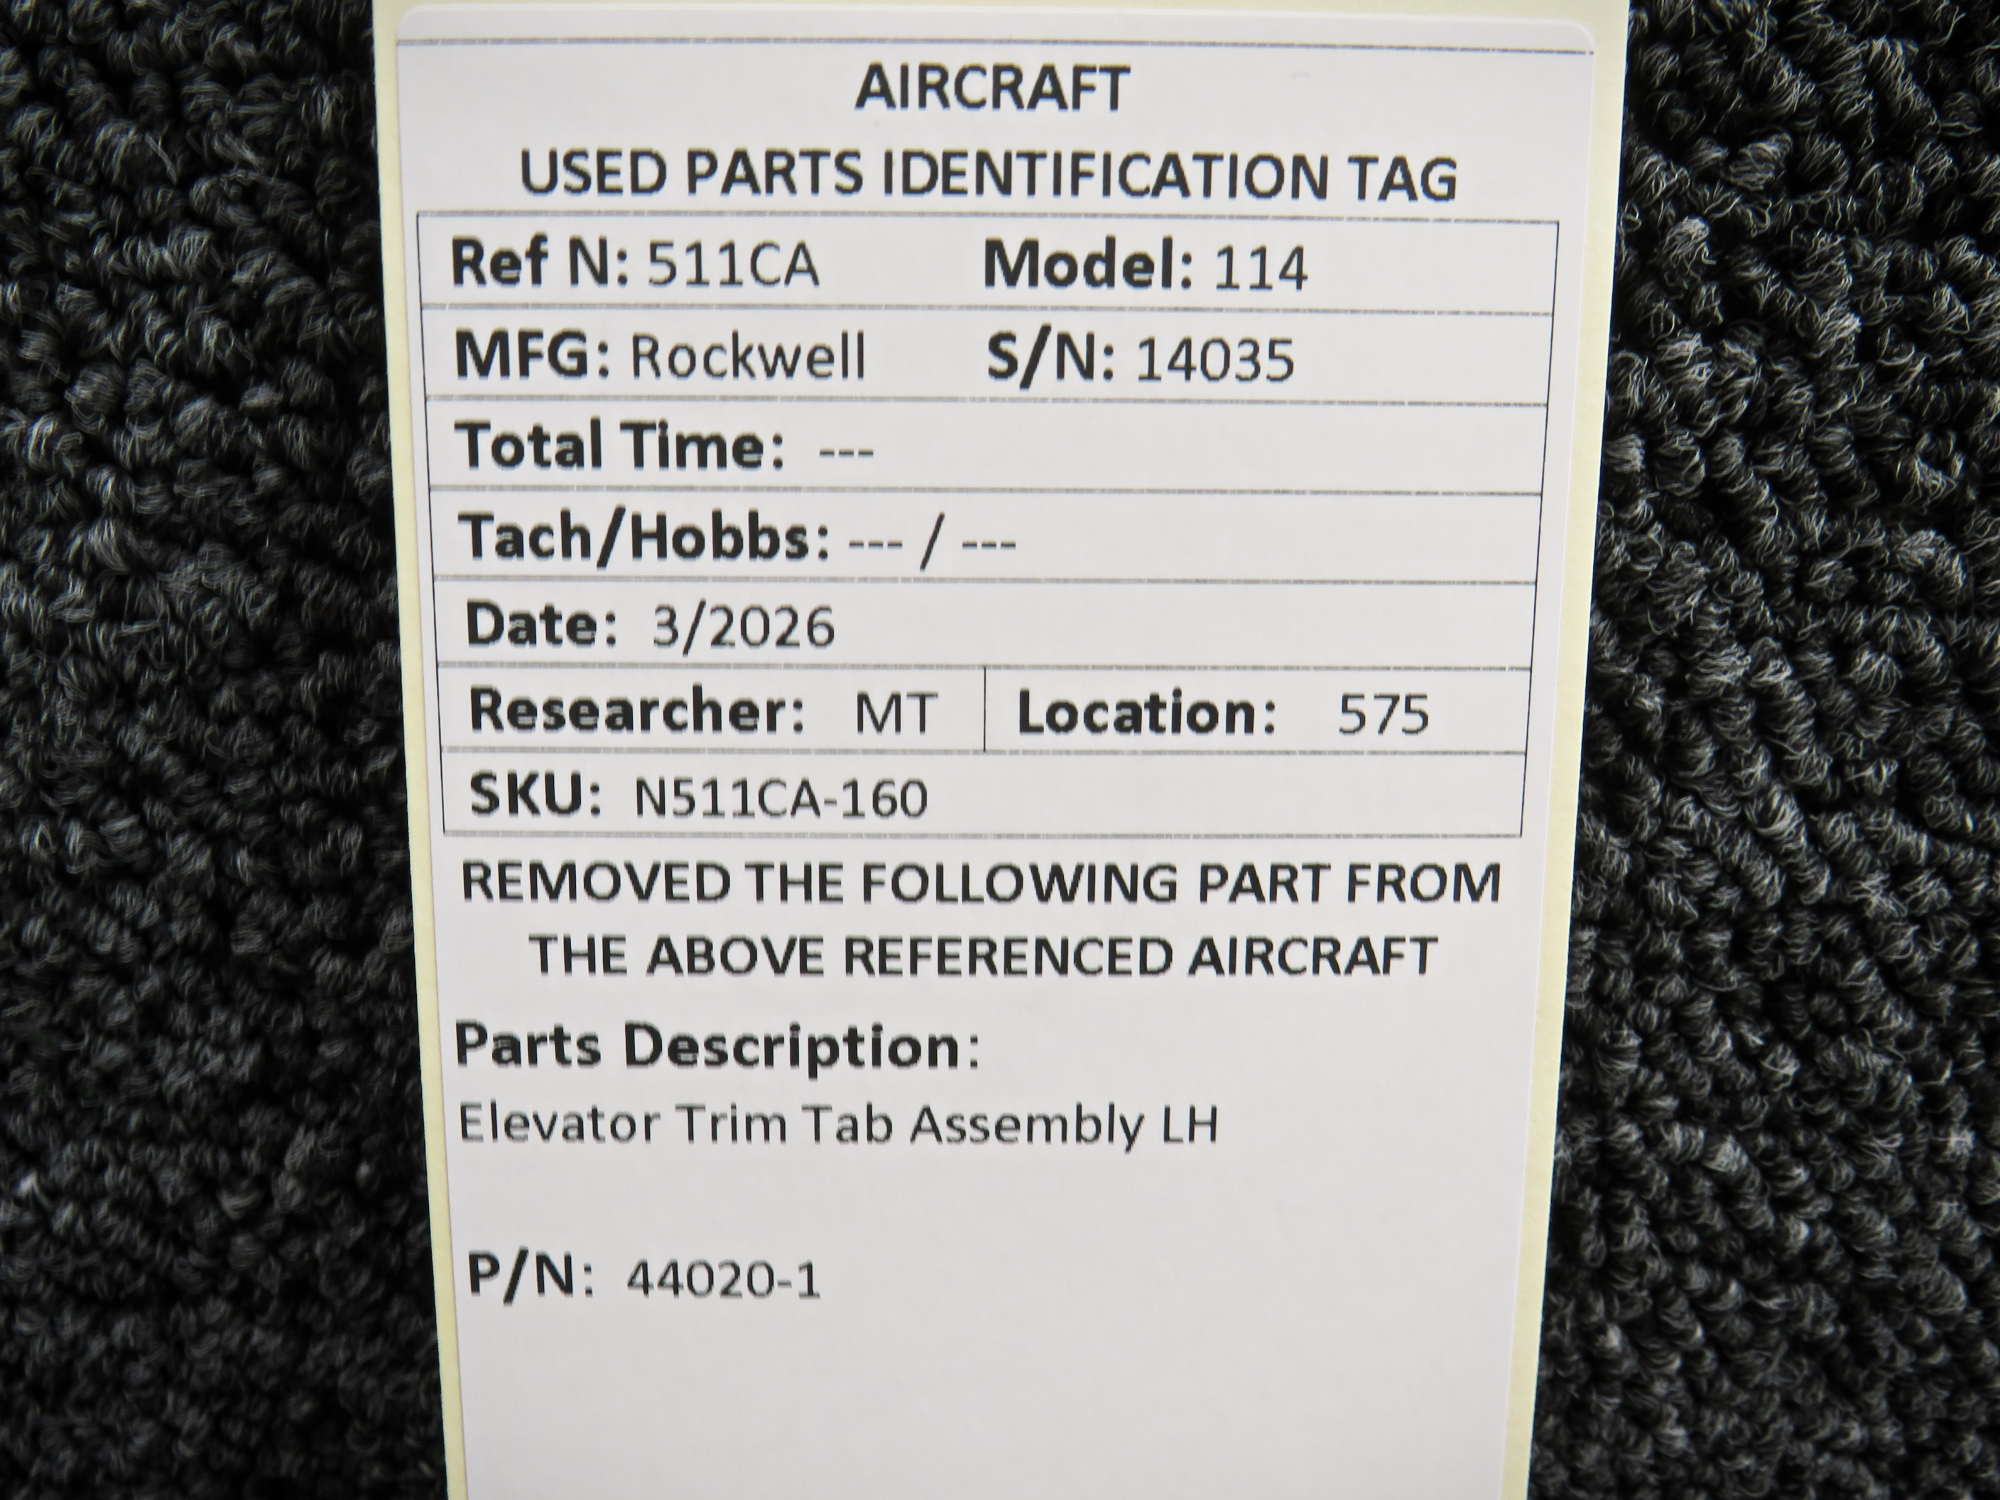 AIRCRAFT
USED PARTS IDENTIFICATION TAG
Ref N: 511CA Model: 114
MFG: Rockwell S/N: 14035
Total Time: ---
Tach/Hobbs: --- / ---
Date: 3/2026
Researcher: MT Location: 575
SKU: N511CA-160
REMOVED THE FOLLOWING PART FROM
THE ABOVE REFERENCED AIRCRAFT
Parts Description:
Elevator Trim Tab Assembly LH
P/N: 44020-1